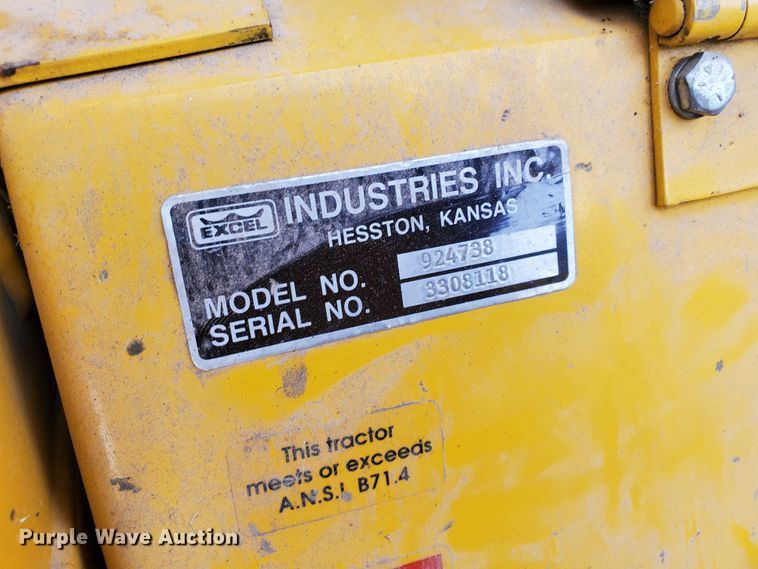 EXCEL INDUSTRIES INC.
HESSTON, KANSAS
MODEL NO. 924738
SERIAL NO. 3308118
This tractor
meets or exceeds
A.N.S.I. B71.4
Purple Wave Auction